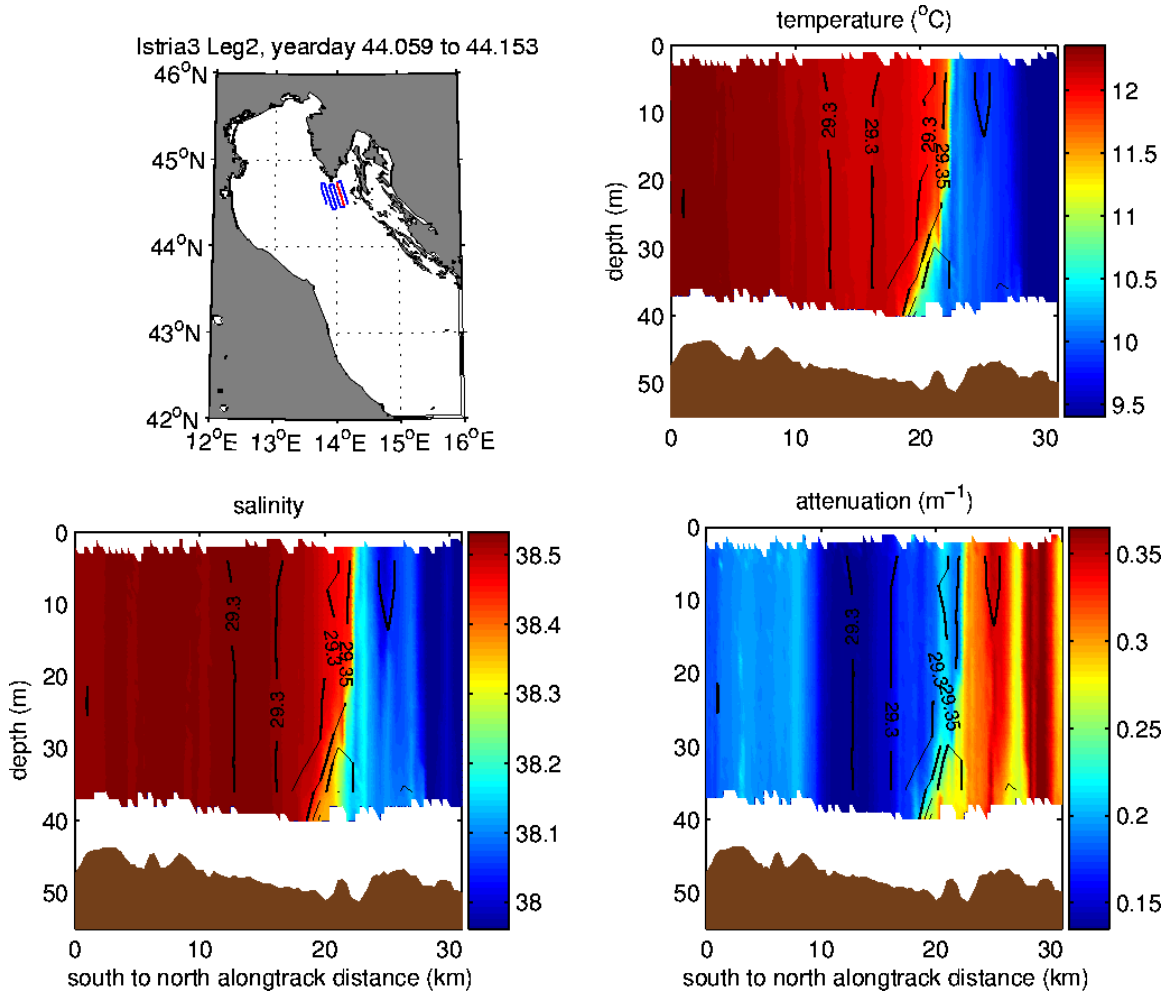 Istria3 Leg2, yearday 44.059 to 44.153
46°N
45°N
44°N
43°N
42°N
12°E 13°E 14°E 15°E 16°E
temperature (°C)
depth (m)
0
10
20
30
40
50
0 10 20 30
29.3
29.3
29.3
29.35
12
11.5
11
10.5
10
9.5
salinity
depth (m)
0
10
20
30
40
50
0 10 20 30
south to north alongtrack distance (km)
29.3
29.3
29.3
29.35
38.5
38.4
38.3
38.2
38.1
38
attenuation (m⁻¹)
0
10
20
30
40
50
0 10 20 30
south to north alongtrack distance (km)
29.3
29.3
29.3
29.35
0.35
0.3
0.25
0.2
0.15